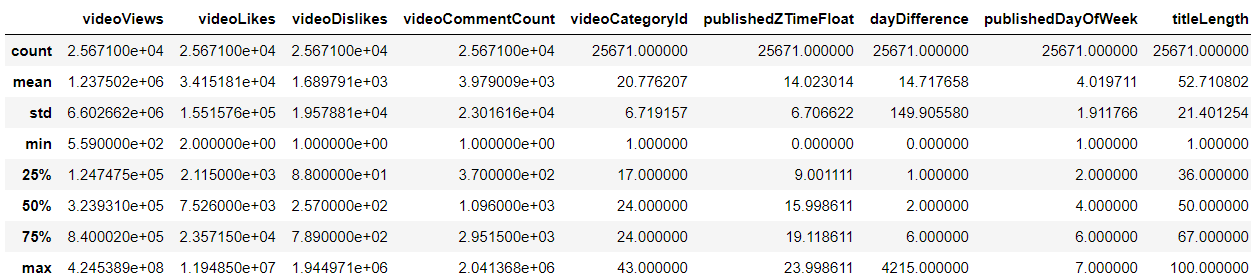 videoViews videoLikes videoDislikes videoCommentCount videoCategoryId publishedZTimeFloat dayDifference publishedDayOfWeek titleLength
count 2.567100e+04 2.567100e+04 2.567100e+04 2.567100e+04 25671.000000 25671.000000 25671.000000 25671.000000 25671.000000
mean 1.237502e+06 3.415181e+04 1.689791e+03 3.979009e+03 20.776207 14.023014 14.717658 4.019711 52.710802
std 6.602662e+06 1.551576e+05 1.957881e+04 2.301616e+04 6.719157 6.706622 149.905580 1.911766 21.401254
min 5.590000e+02 2.000000e+00 1.000000e+00 1.000000e+00 1.000000 0.000000 0.000000 1.000000 1.000000
25% 1.247475e+05 2.115000e+03 8.800000e+01 3.700000e+02 17.000000 9.001111 1.000000 2.000000 36.000000
50% 3.239310e+05 7.526000e+03 2.570000e+02 1.096000e+03 24.000000 15.998611 2.000000 4.000000 50.000000
75% 8.400020e+05 2.357150e+04 7.890000e+02 2.951500e+03 24.000000 19.118611 6.000000 6.000000 67.000000
max 4.245389e+08 1.194850e+07 1.944971e+06 2.041368e+06 43.000000 23.998611 4215.000000 7.000000 100.000000